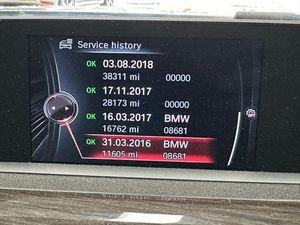 Service history
OK 03.08.2018
38311 mi 00000
OK 17.11.2017
28173 mi 00000
OK 16.03.2017 BMW
16762 mi 08681
OK 31.03.2016 BMW
11605 mi 08681